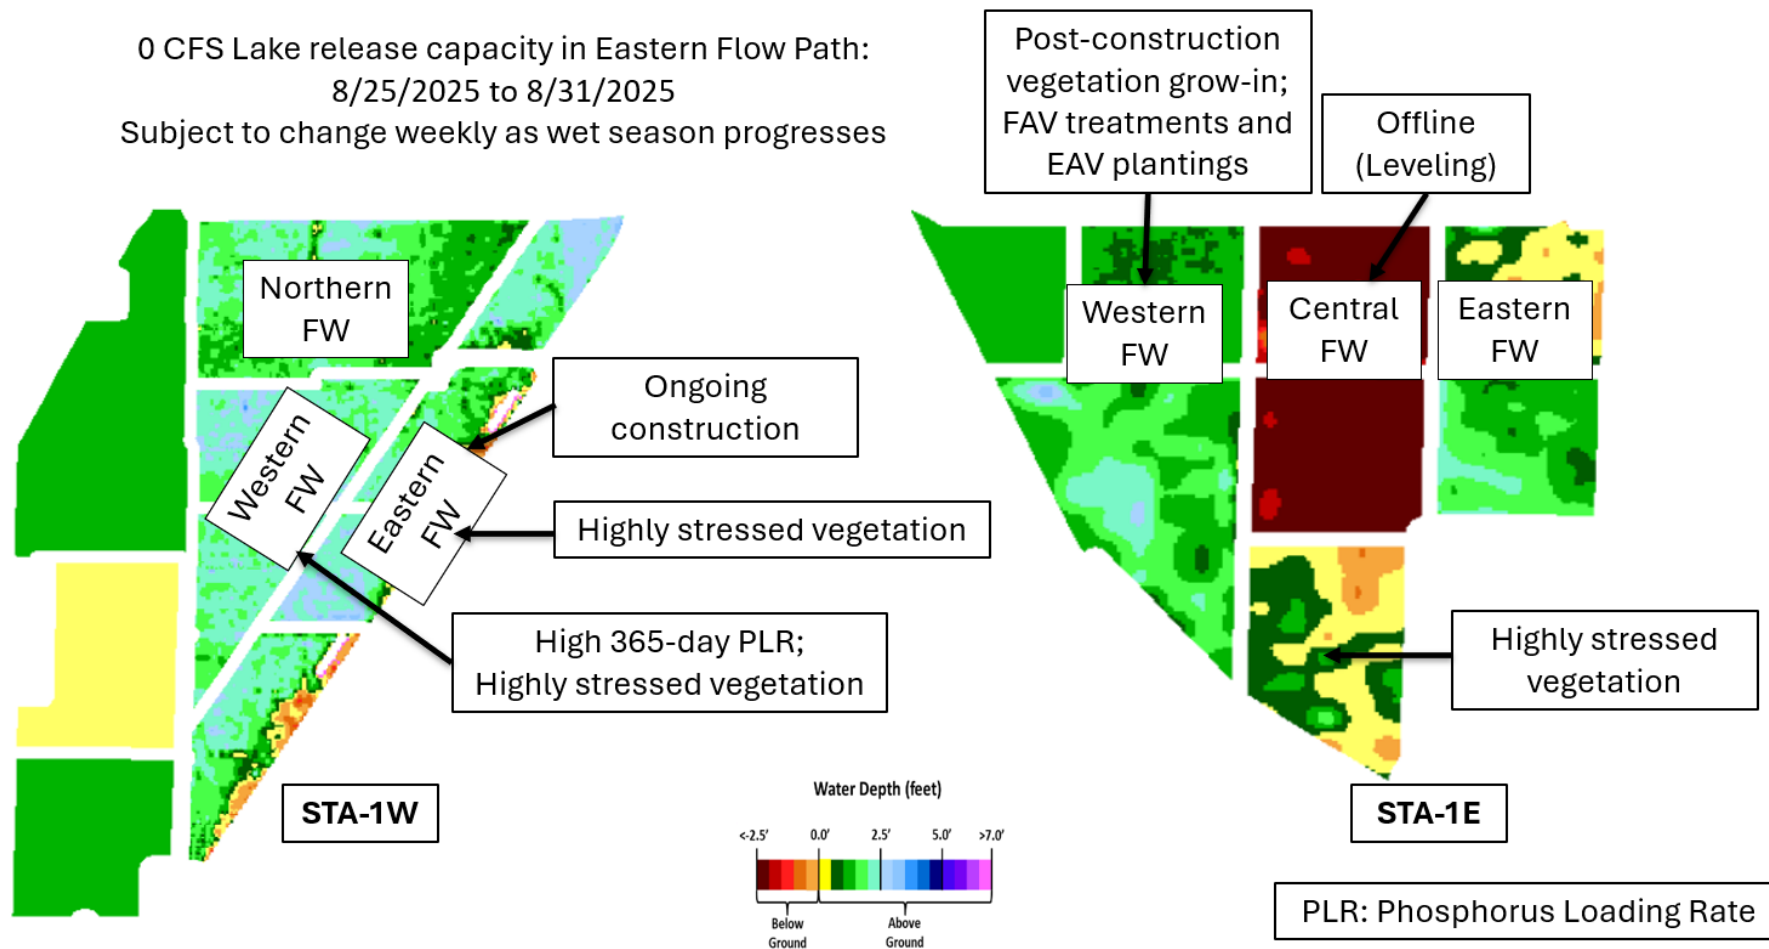 0 CFS Lake release capacity in Eastern Flow Path:
8/25/2025 to 8/31/2025
Subject to change weekly as wet season progresses
Post-construction
vegetation grow-in;
FAV treatments and
EAV plantings
Offline
(Leveling)
Northern
FW
Western
FW
Eastern
FW
Ongoing
construction
Highly stressed vegetation
High 365-day PLR;
Highly stressed vegetation
STA-1W
Western
FW
Central
FW
Eastern
FW
Highly stressed
vegetation
STA-1E
Water Depth (feet)
<-2.5' 0.0' 2.5' 5.0' >7.0'
Below
Ground
Above
Ground
PLR: Phosphorus Loading Rate